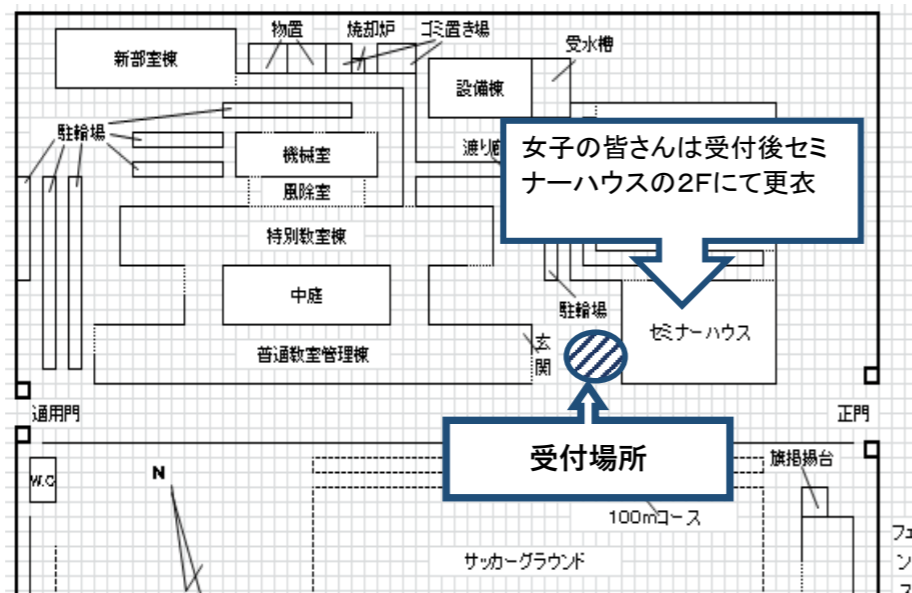 物置
焼却炉
ゴミ置き場
新部室棟
受水槽
設備棟
駐輪場
機械室
渡り
女子の皆さんは受付後セミ
ナーハウスの2Fにて更衣
風除室
特別教室棟
中庭
駐輪場
セミナーハウス
玄
関
普通教室管理棟
通用門
正門
受付場所
旗掲揚台
W.C
N
100mコース
サッカーグラウンド
フェ
ン
ス